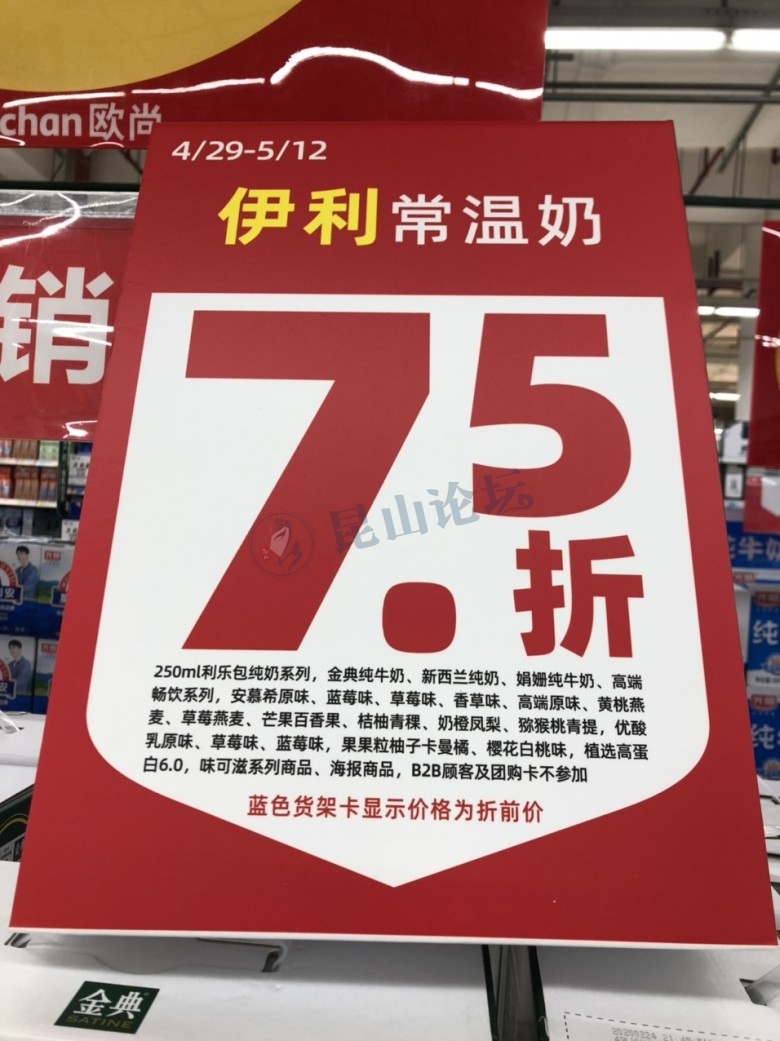 chan 欧尚
4/29-5/12
伊利常温奶
销
7.5
折
昆山论坛
250ml利乐包纯奶系列，金典纯牛奶、新西兰纯奶、娟姗纯牛奶、高端
畅饮系列，安慕希原味、蓝莓味、草莓味、香草味、高端原味、黄桃燕
麦、草莓燕麦、芒果百香果、桔柚青稞、奶橙凤梨、猕猴桃青提，优酸
乳原味、草莓味、蓝莓味，果果粒柚子卡曼橘、樱花白桃味，植选高蛋
白6.0，味可滋系列商品、海报商品，B2B顾客及团购卡不参加
蓝色货架卡显示价格为折前价
金典
SATINE
纯牛奶